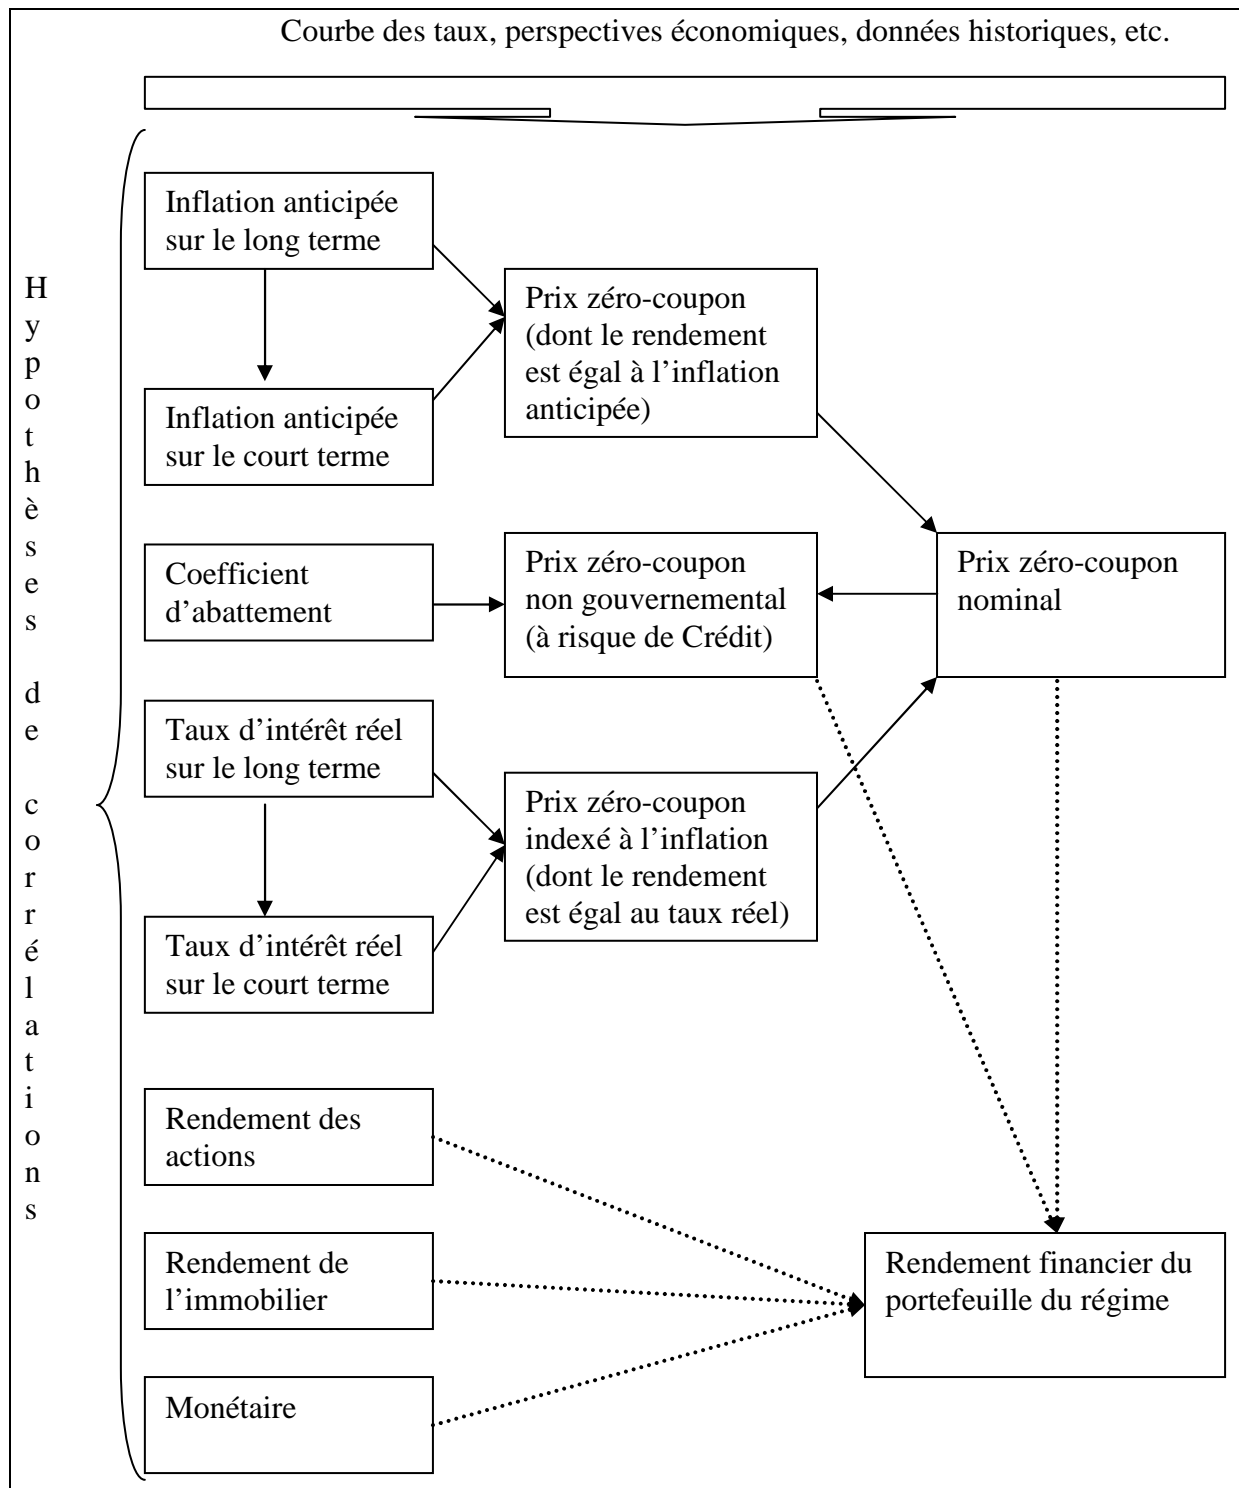 Courbe des taux, perspectives économiques, données historiques, etc.
Hypothèses de corrélations
Inflation anticipée
sur le long terme
Prix zéro-coupon
(dont le rendement
est égal à l’inflation
anticipée)
Inflation anticipée
sur le court terme
Coefficient
d’abattement
Prix zéro-coupon
non gouvernemental
(à risque de Crédit)
Prix zéro-coupon
nominal
Taux d’intérêt réel
sur le long terme
Prix zéro-coupon
indexé à l’inflation
(dont le rendement
est égal au taux réel)
Taux d’intérêt réel
sur le court terme
Rendement des
actions
Rendement de
l’immobilier
Rendement financier du
portefeuille du régime
Monétaire